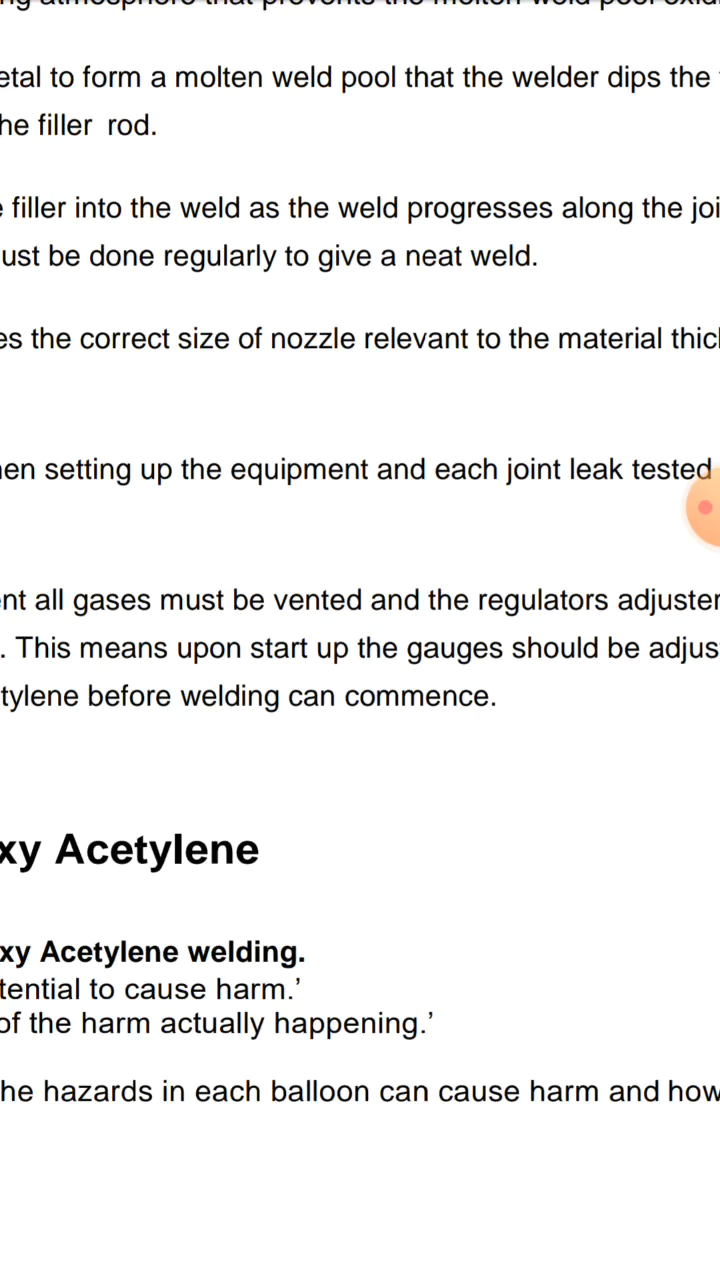 etal to form a molten weld pool that the welder dips the
he filler rod.
filler into the weld as the weld progresses along the joi
ust be done regularly to give a neat weld.
es the correct size of nozzle relevant to the material thic
en setting up the equipment and each joint leak tested
nt all gases must be vented and the regulators adjuster
. This means upon start up the gauges should be adjus
tylene before welding can commence.
xy Acetylene
xy Acetylene welding.
tential to cause harm.’
of the harm actually happening.’
he hazards in each balloon can cause harm and how